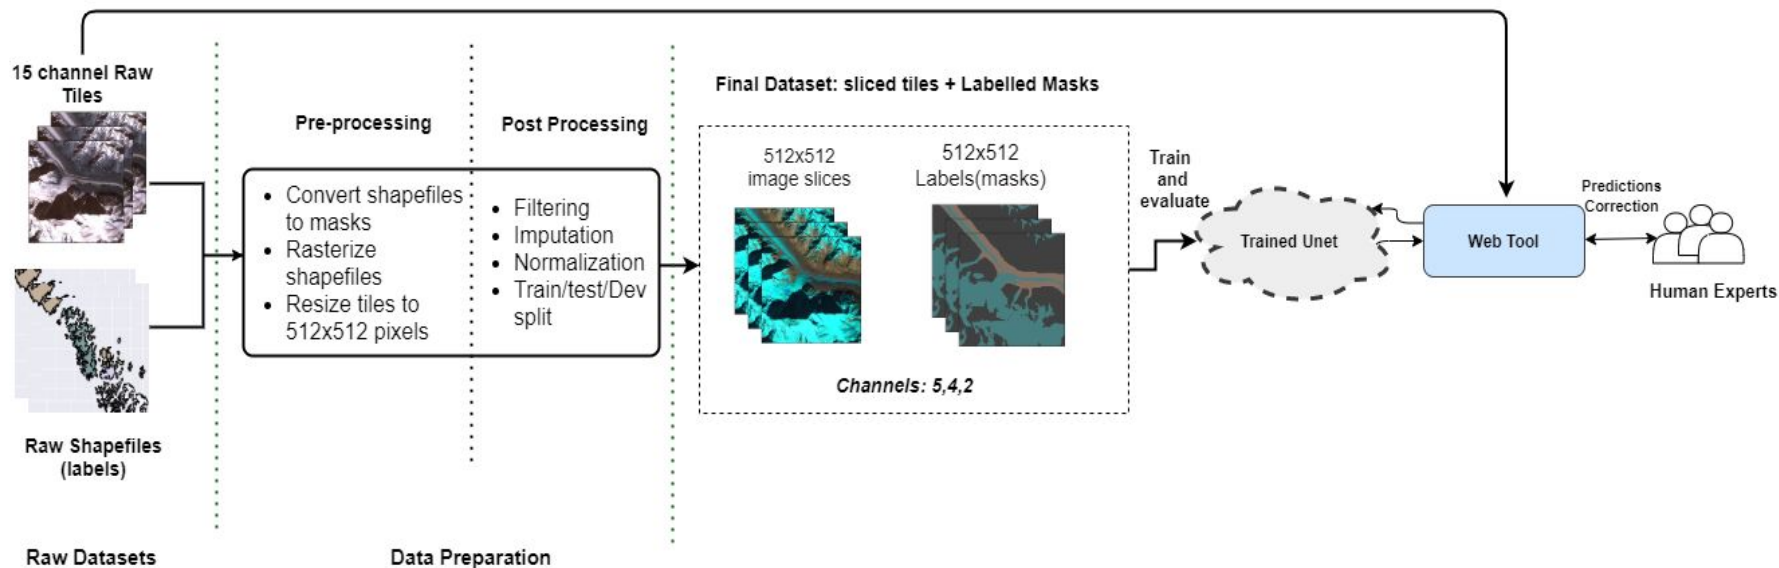 15 channel Raw
Tiles
Raw Shapefiles
(labels)
Raw Datasets
Pre-processing
Post Processing
• Convert shapefiles
to masks
• Rasterize
shapefiles
• Resize tiles to
512x512 pixels
• Filtering
• Imputation
• Normalization
• Train/test/Dev
split
Data Preparation
Final Dataset: sliced tiles + Labelled Masks
512x512
image slices
512x512
Labels(masks)
Channels: 5,4,2
Train
and
evaluate
Trained Unet
Web Tool
Predictions
Correction
Human Experts